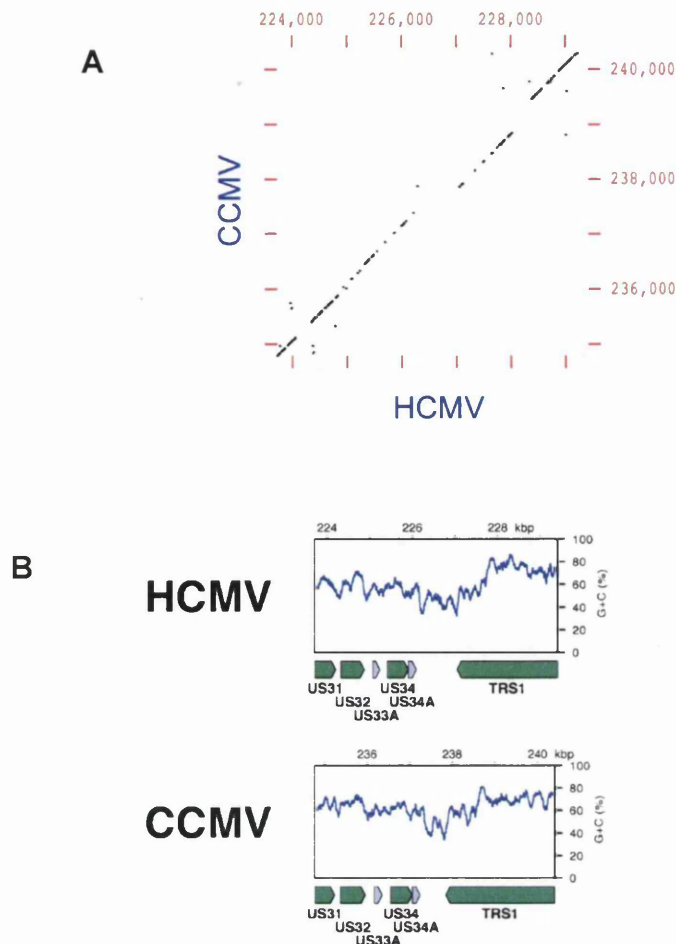 224,000 226,000 228,000
A
240,000
CCMV
238,000
236,000
HCMV
B
224 226 228 kbp
100
80
60
40
20
0
G+C (%)
HCMV
US31 US34 TRS1
US32 US34A
US33A
236 238 240 kbp
100
80
60
40
20
0
G+C (%)
CCMV
US31 US34 TRS1
US32 US34A
US33A